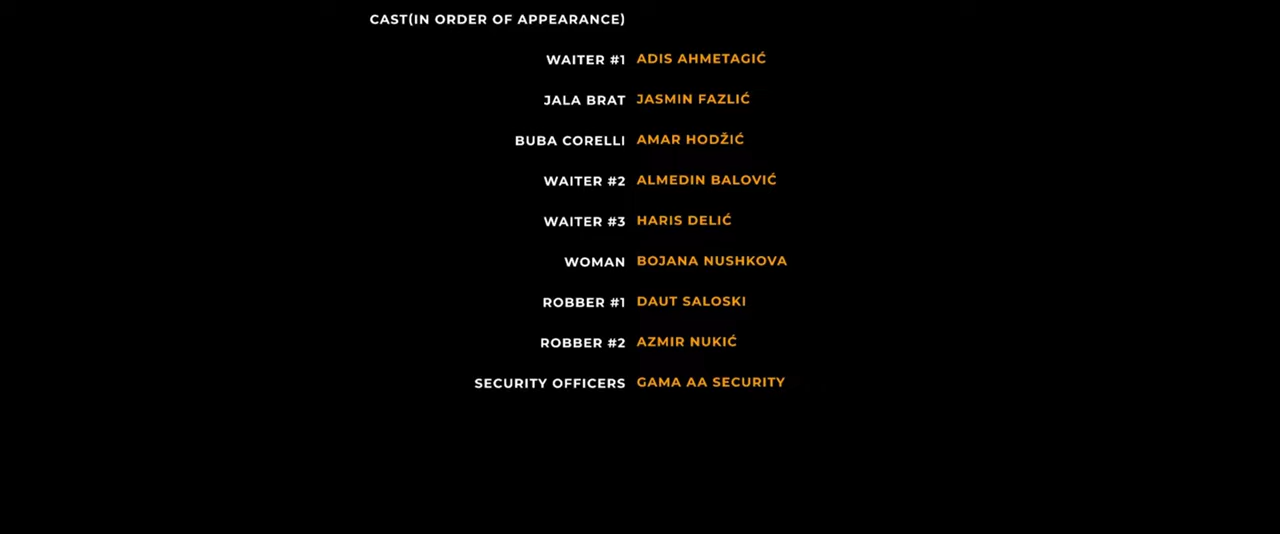 CAST(IN ORDER OF APPEARANCE)
WAITER #1 ADIS AHMETAGIĆ
JALA BRAT JASMIN FAZLIĆ
BUBA CORELLI AMAR HODŽIĆ
WAITER #2 ALMEDIN BALOVIĆ
WAITER #3 HARIS DELIĆ
WOMAN BOJANA NUSHKOVA
ROBBER #1 DAUT SALOSKI
ROBBER #2 AZMIR NUKIĆ
SECURITY OFFICERS GAMA AA SECURITY